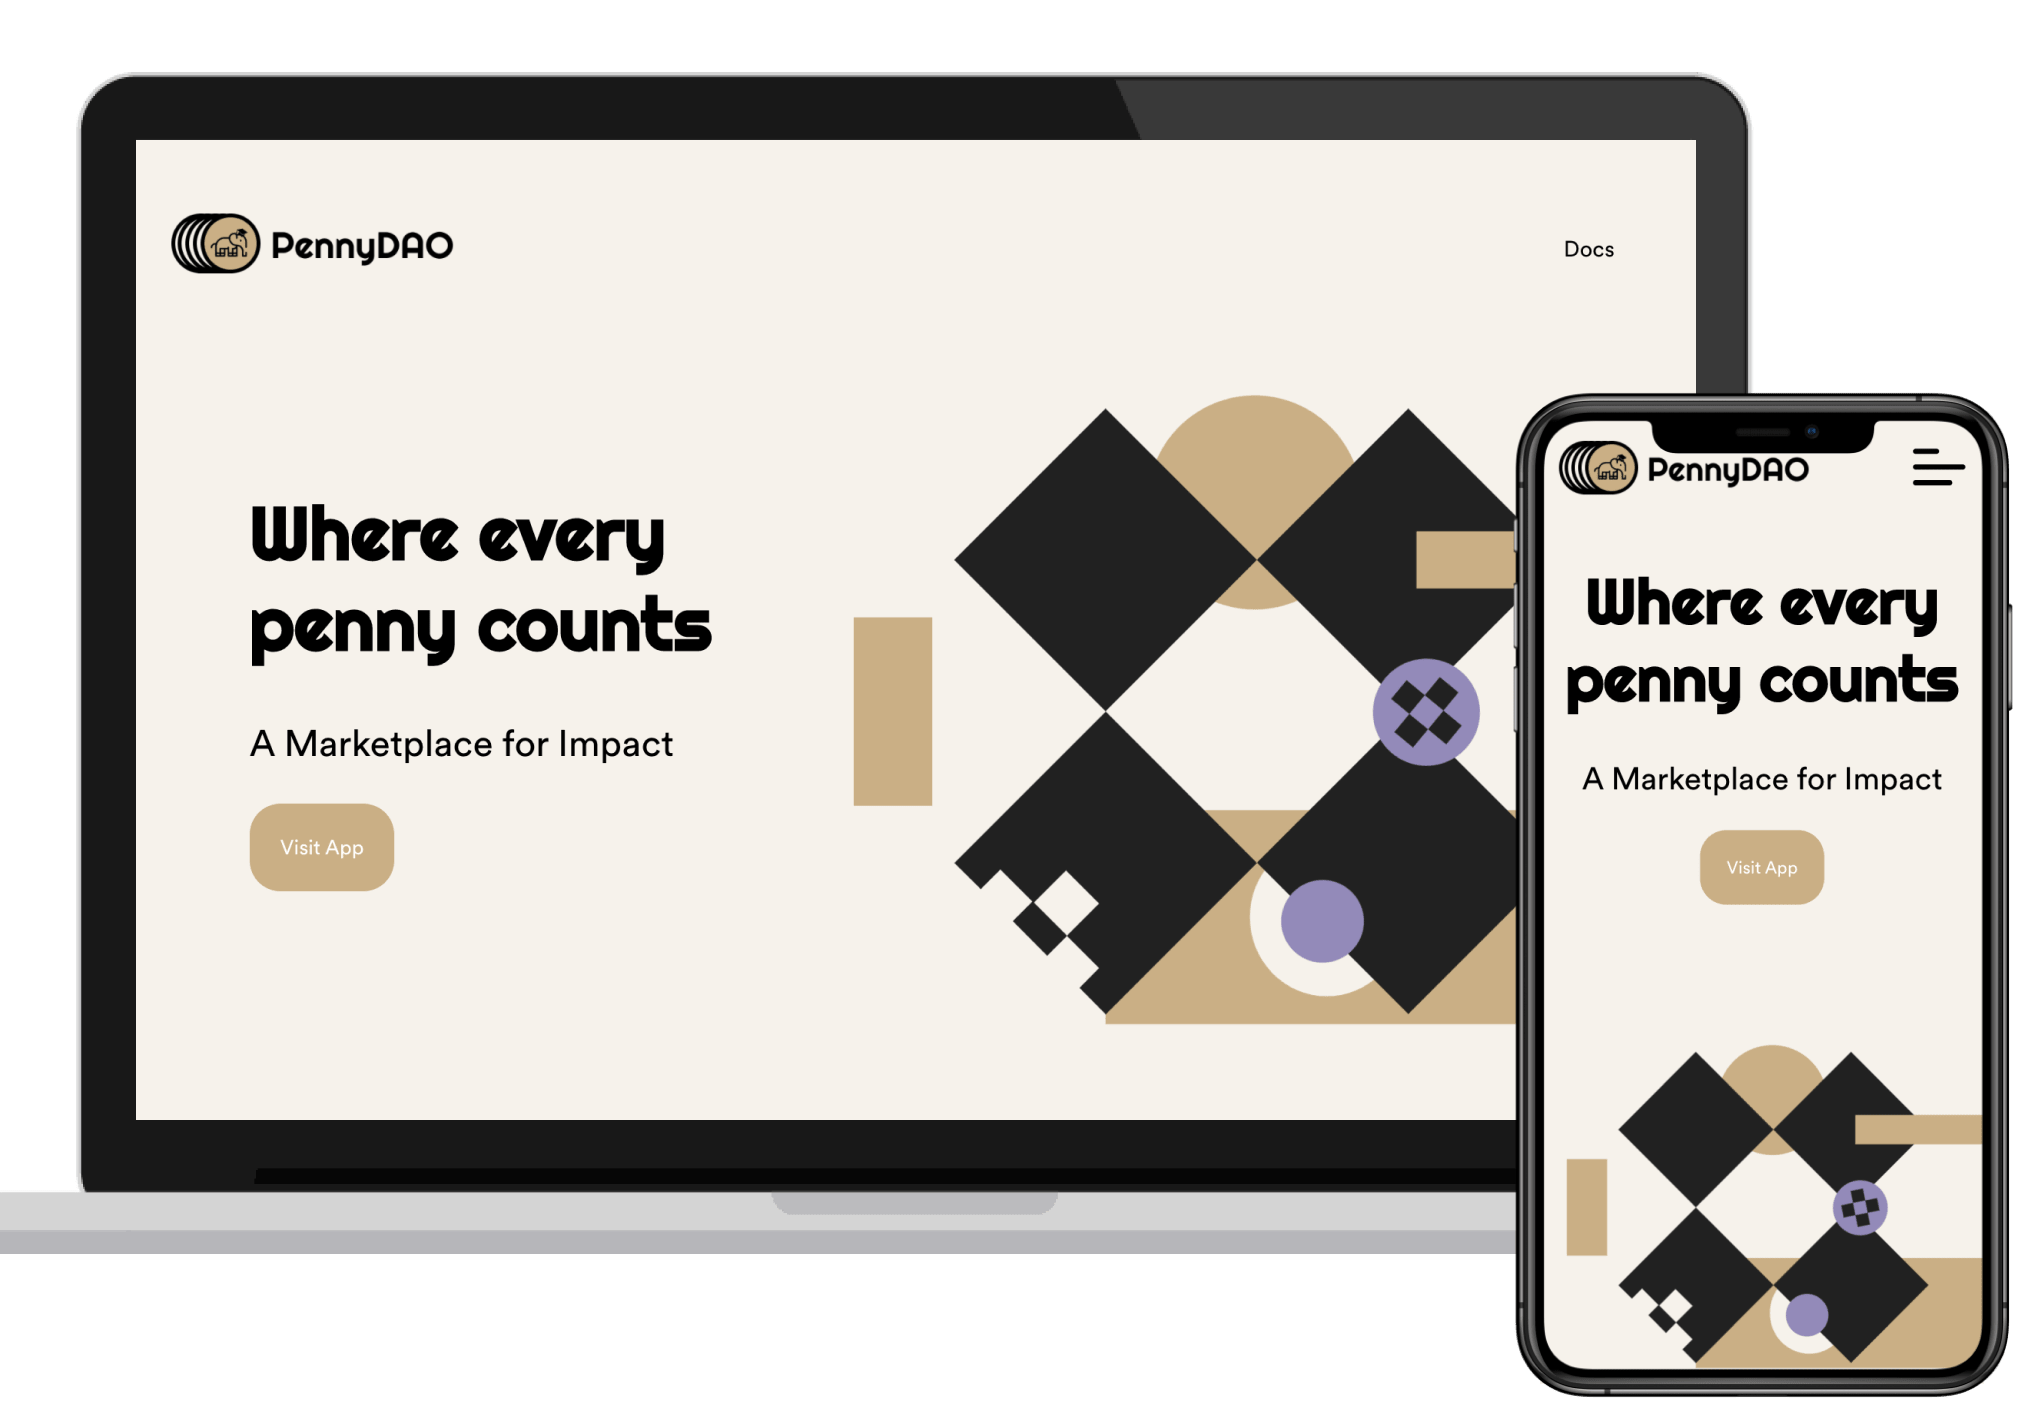 PennyDAO
Docs
Where every
penny counts
A Marketplace for Impact
Visit App
PennyDAO
Where every
penny counts
A Marketplace for Impact
Visit App